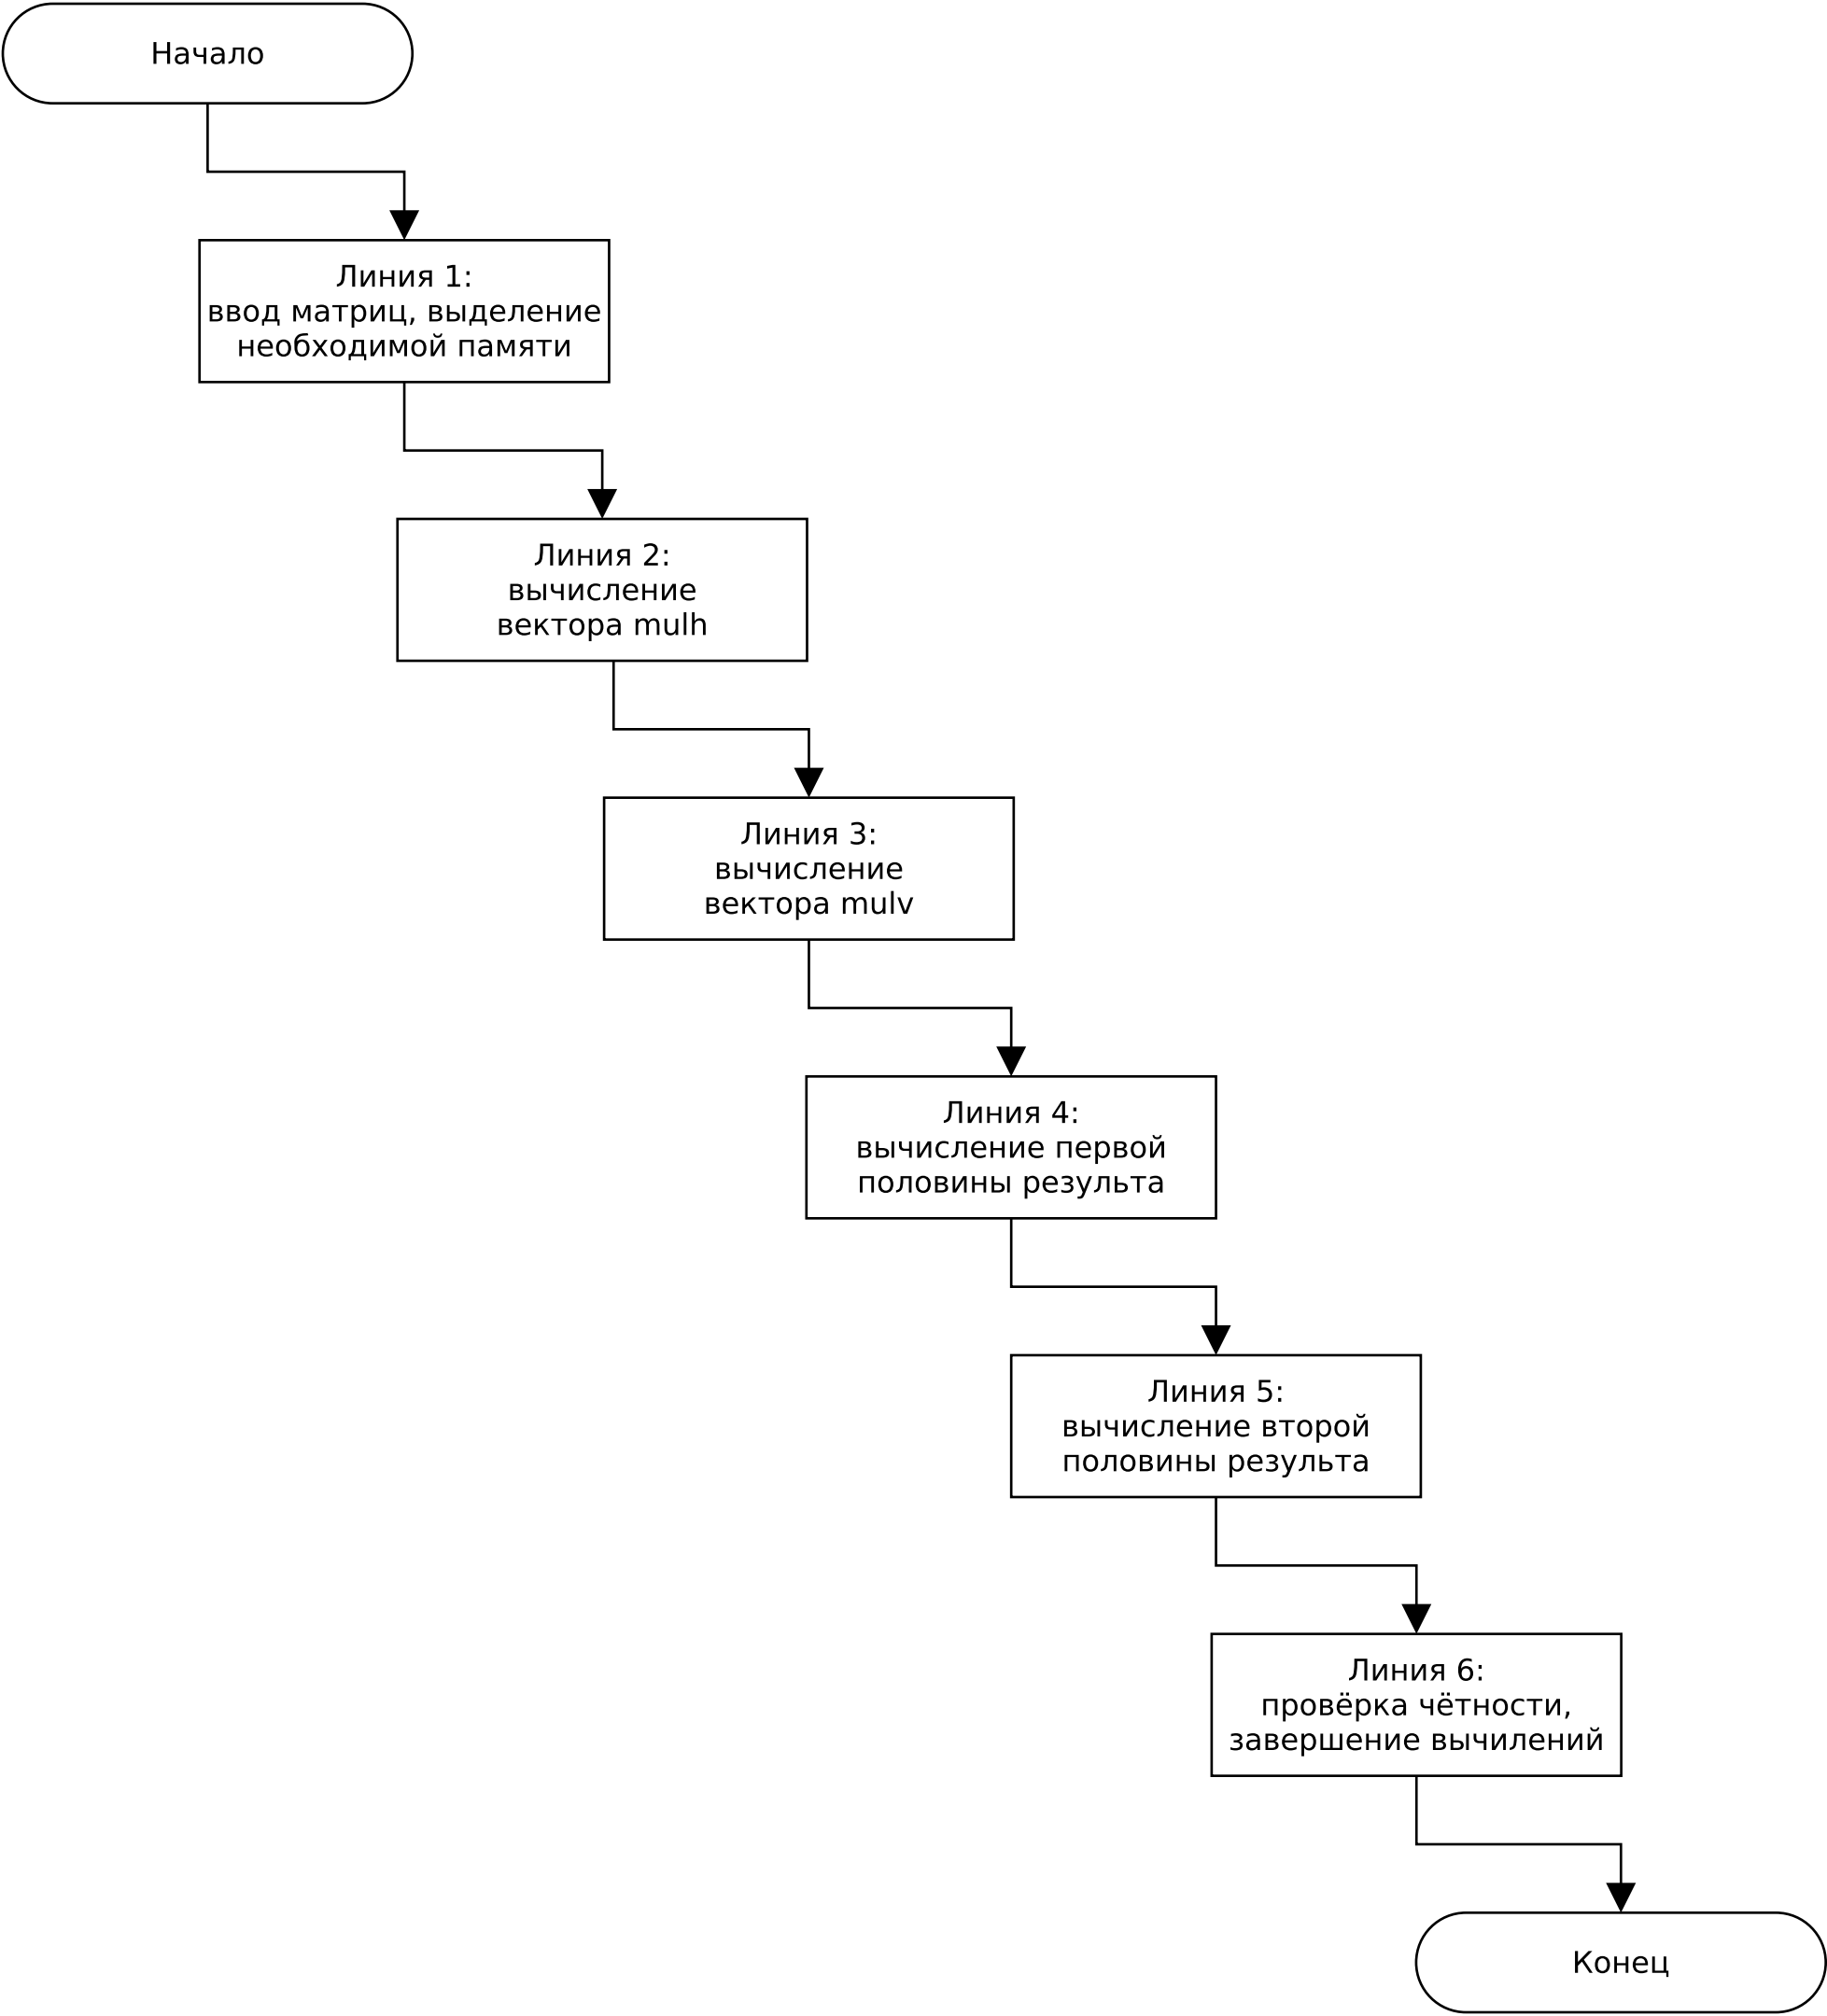 Начало
Линия 1:
ввод матриц, выделение
необходимой памяти
Линия 2:
вычисление
вектора mulh
Линия 3:
вычисление
вектора mulv
Линия 4:
вычисление первой
половины результа
Линия 5:
вычисление второй
половины результа
Линия 6:
провёрка чётности,
завершение вычилений
Конец